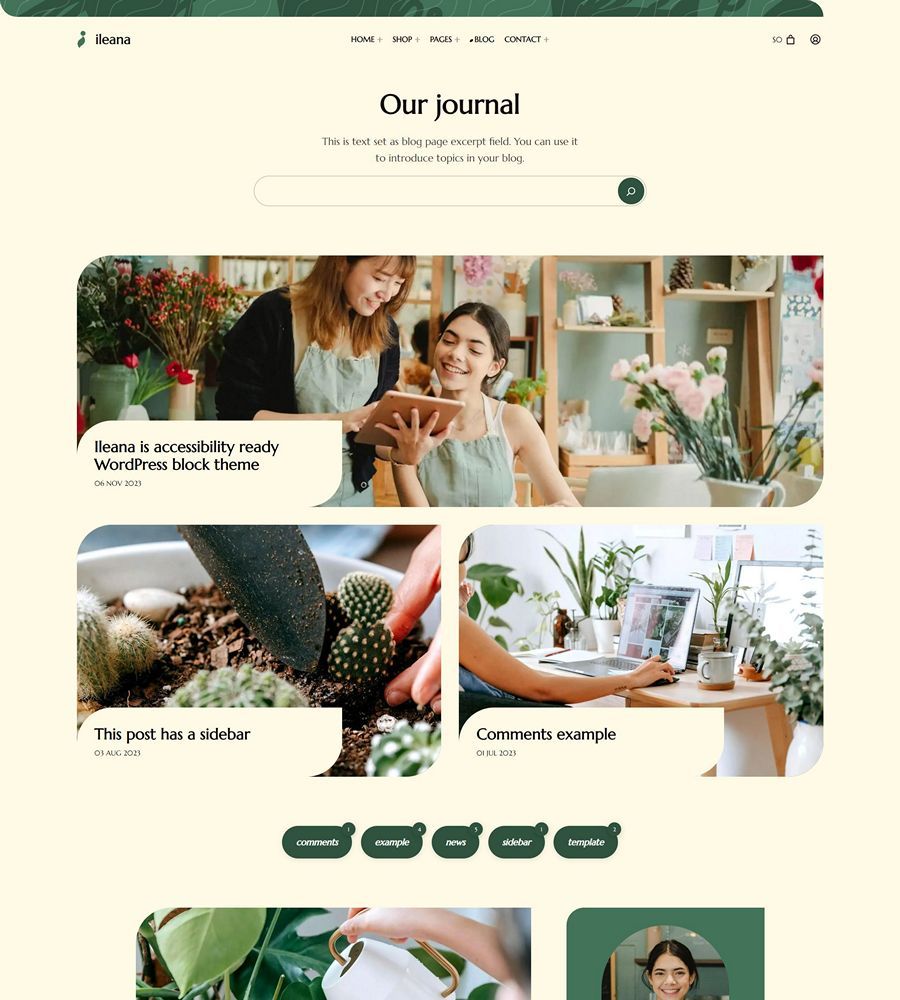 ileana
HOME + SHOP + PAGES + BLOG CONTACT +
$0
Our journal
This is text set as blog page excerpt field. You can use it
to introduce topics in your blog.
Ileana is accessibility ready
WordPress block theme
06 NOV 2023
This post has a sidebar
03 AUG 2023
Comments example
01 JUL 2023
comments 1 example 4 news 5 sidebar 1 template 2